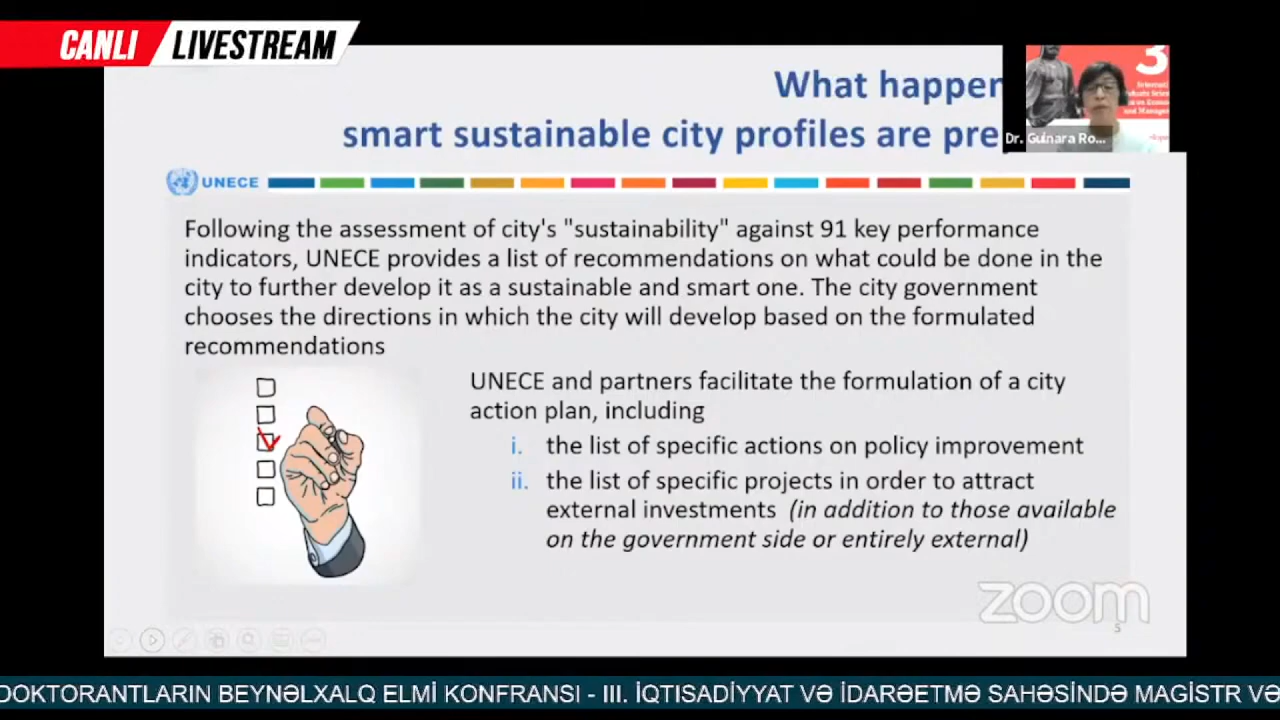 CANLI LIVESTREAM
What happen
smart sustainable city profiles are pre
3
Dr. Gulnara Ro...
UNECE
Following the assessment of city's "sustainability" against 91 key performance
indicators, UNECE provides a list of recommendations on what could be done in the
city to further develop it as a sustainable and smart one. The city government
chooses the directions in which the city will develop based on the formulated
recommendations
UNECE and partners facilitate the formulation of a city
action plan, including
i. the list of specific actions on policy improvement
ii. the list of specific projects in order to attract
external investments (in addition to those available
on the government side or entirely external)
zoom
5
DOKTORANTLARIN BEYNƏLXALQ ELMİ KONFRANSI - III. İQTISADİYYAT VƏ İDARƏETMƏ SAHƏSİNDƏ MAGİSTR VƏ